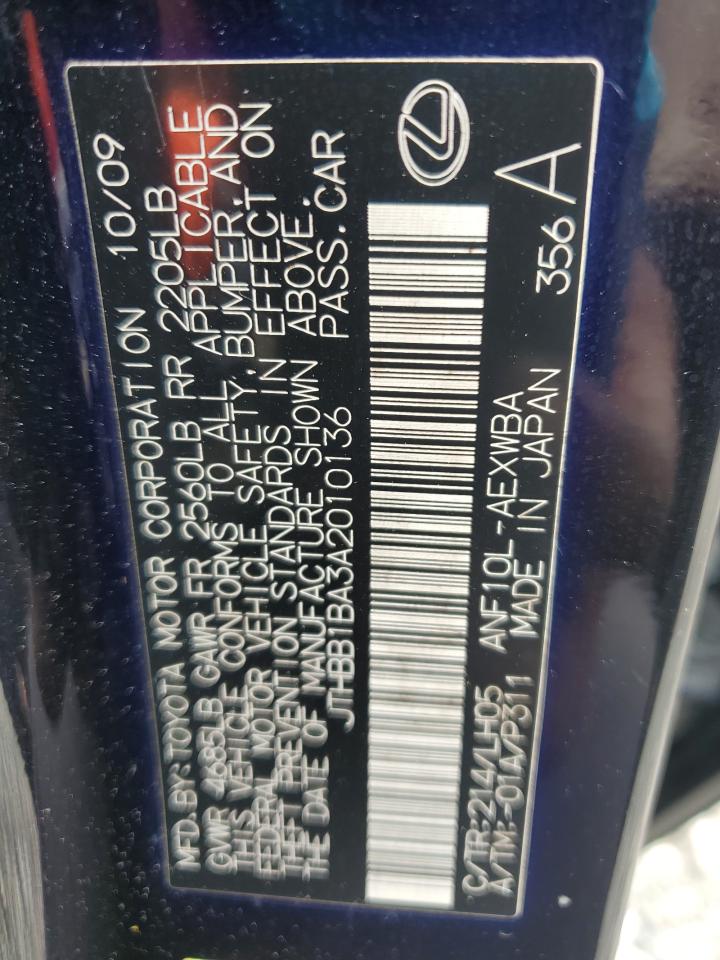 MFD.BY:TOYOTA MOTOR CORPORATION 10/09
GVWR 4685LB GAWR FR 2560LB RR 2205LB
THIS VEHICLE CONFORMS TO ALL APPLICABLE
FEDERAL MOTOR VEHICLE SAFETY,BUMPER,AND
THEFT PREVENTION STANDARDS IN EFFECT ON
THE DATE OF MANUFACTURE SHOWN ABOVE.
JTHBB1BA3A2010136 PASS.CAR
C/TR:214/LH05 ANF10L-AEXWBA 356 A
A/TM:-01A/P311 MADE IN JAPAN